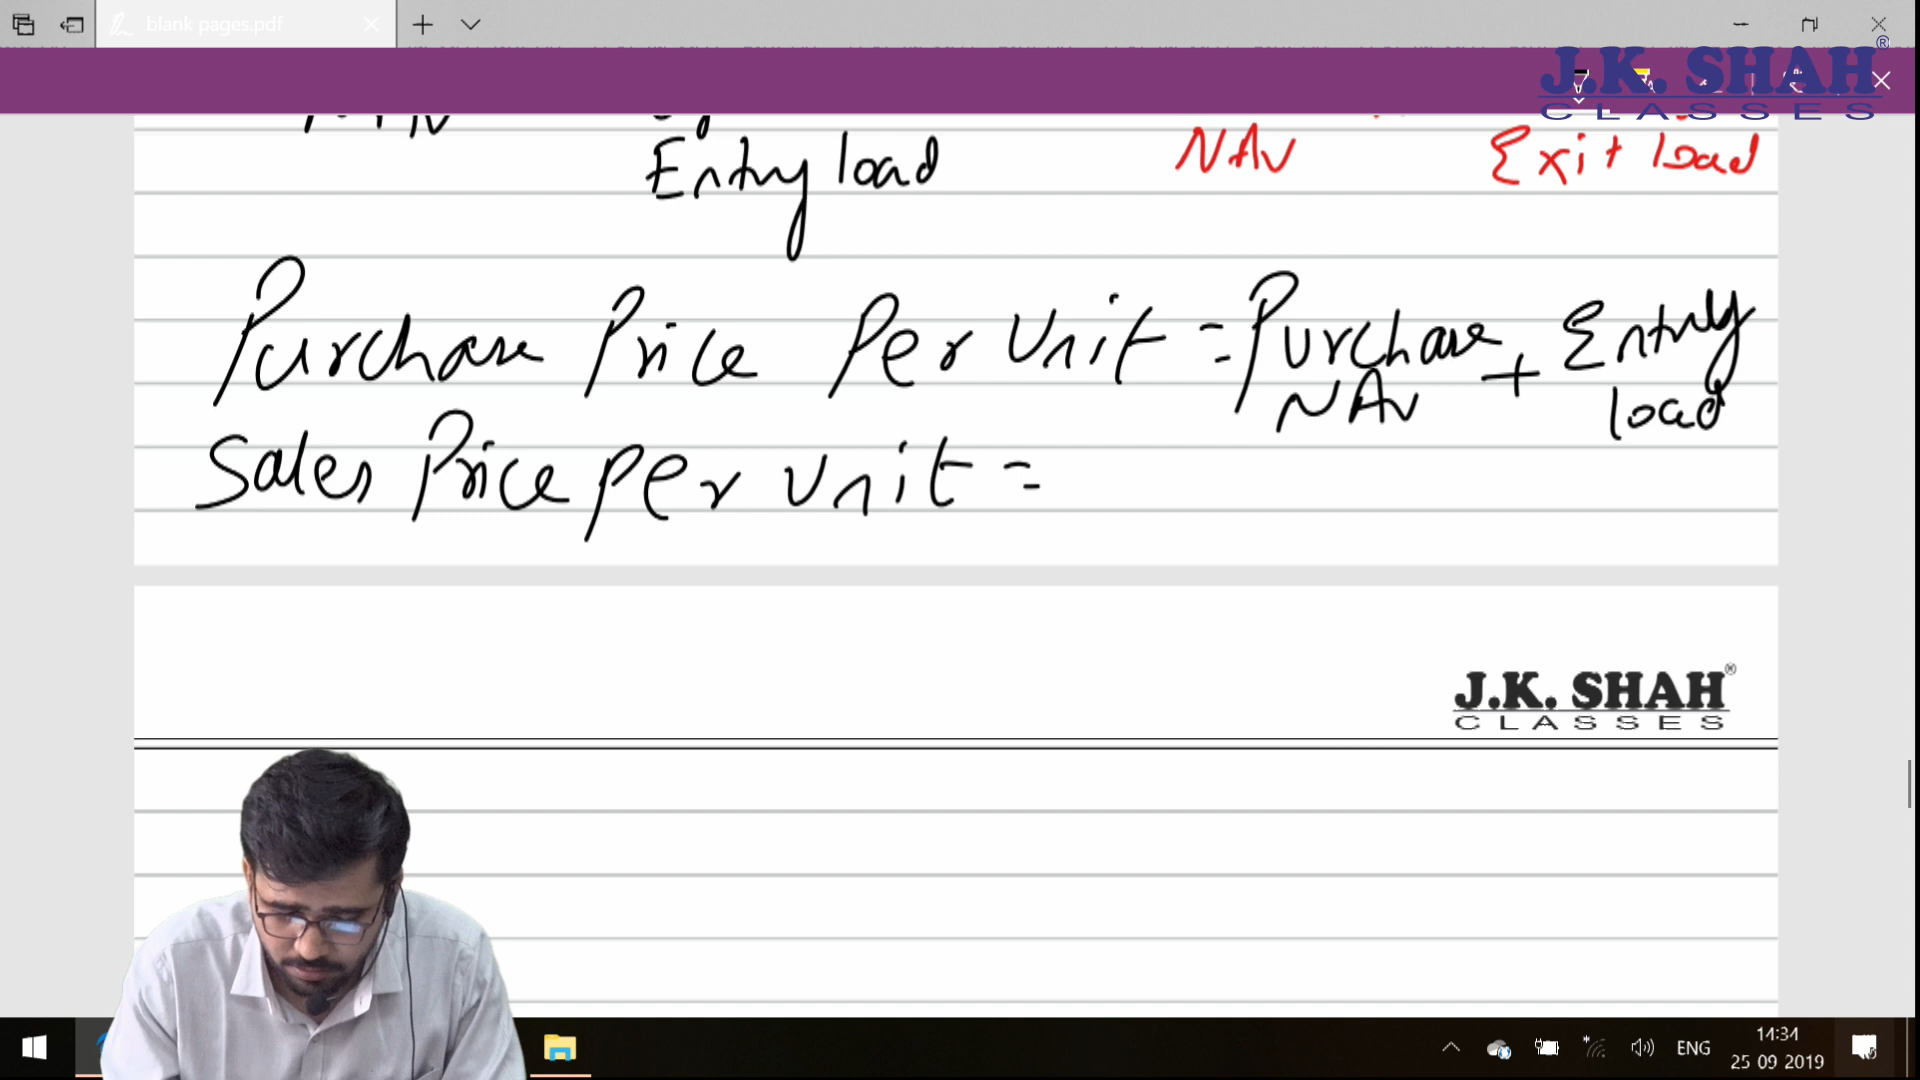 blank pages.pdf
J.K. SHAH®
CLASSES
Entry load
NAV
Exit load
Purchase Price Per Unit = Purchase NAV + Entry load
Sales Price per unit =
J.K. SHAH®
CLASSES
ENG
14:34
25 09 2019